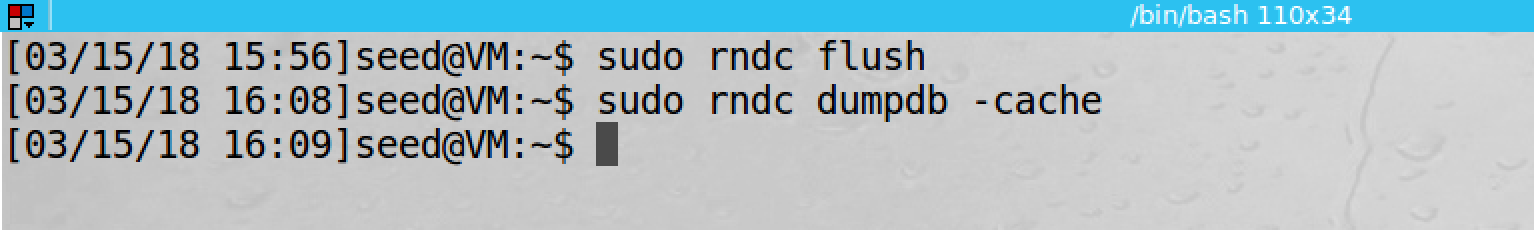 /bin/bash 110x34
[03/15/18 15:56]seed@VM:~$ sudo rndc flush
[03/15/18 16:08]seed@VM:~$ sudo rndc dumpdb -cache
[03/15/18 16:09]seed@VM:~$